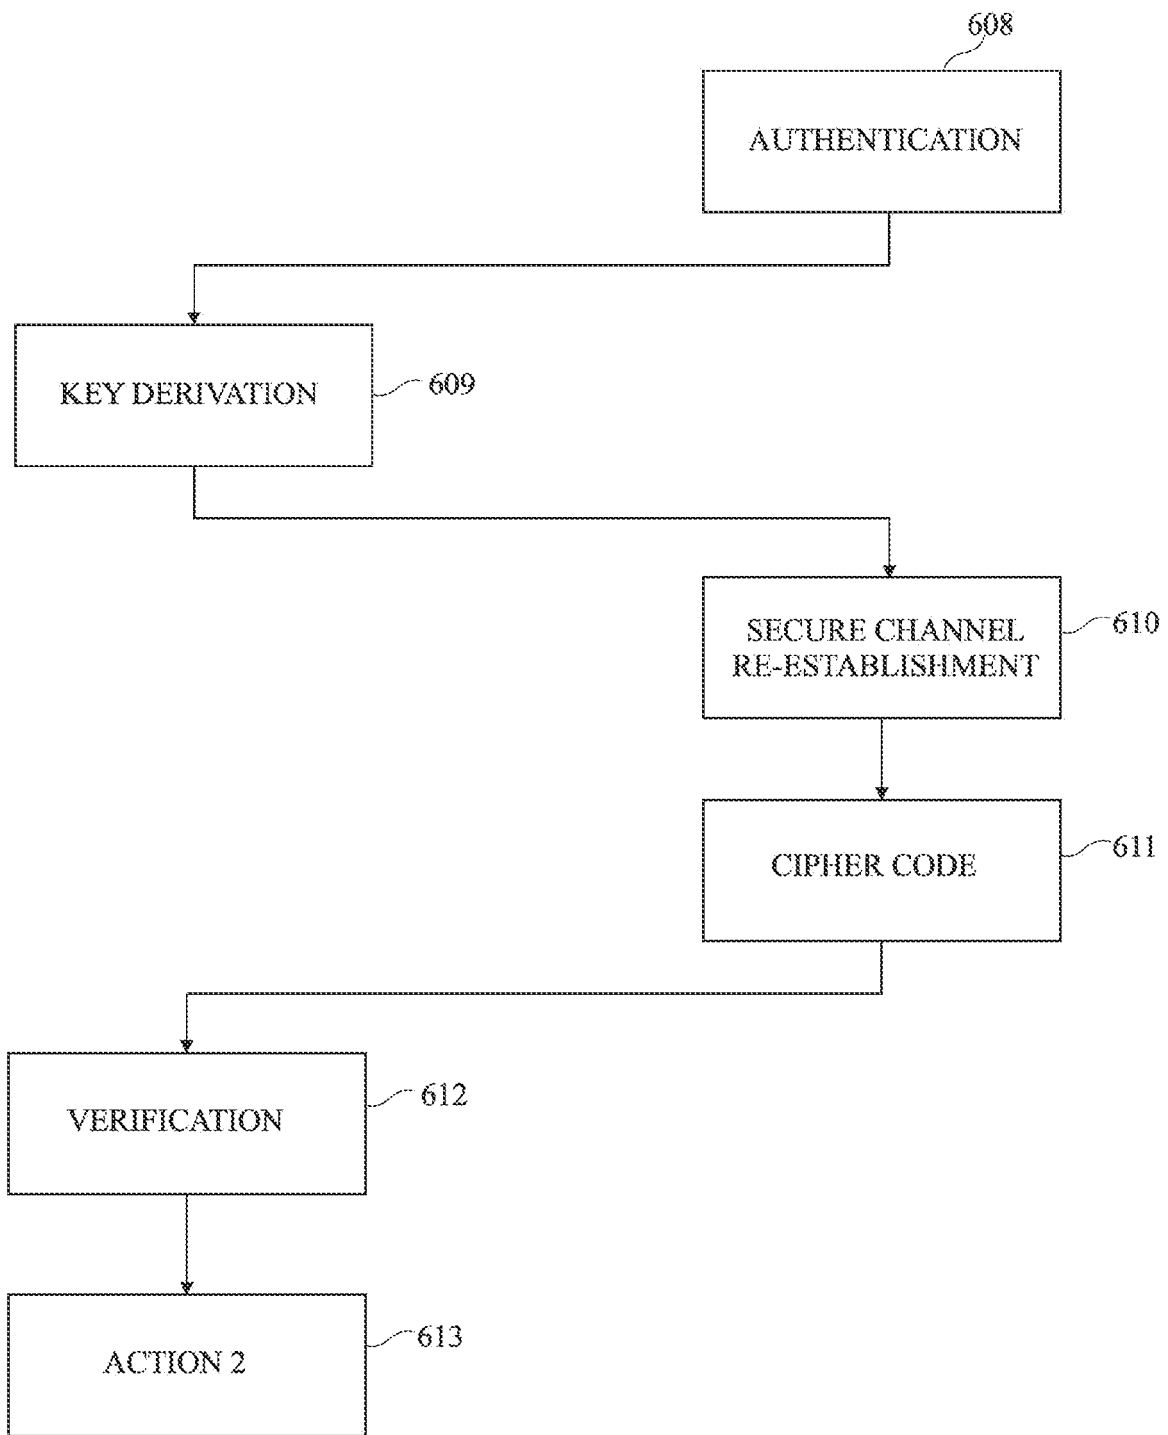 608
AUTHENTICATION
KEY DERIVATION
609
SECURE CHANNEL
RE-ESTABLISHMENT
610
CIPHER CODE
611
VERIFICATION
612
ACTION 2
613